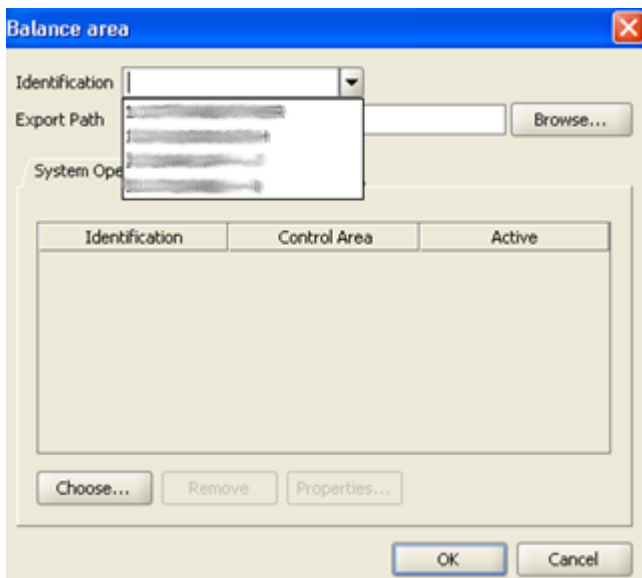 Balance area
Identification
Export Path
Browse...
System Ope
Identification Control Area Active
Choose... Remove Properties...
OK Cancel